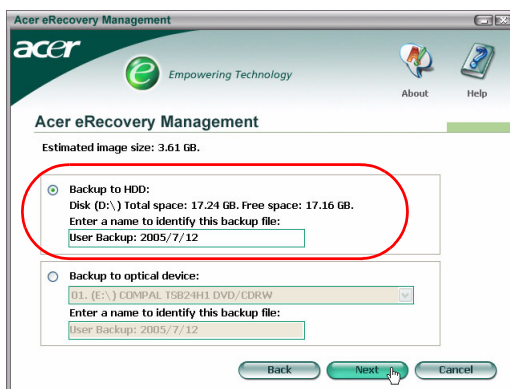 Acer eRecovery Management
acer
e Empowering Technology
About Help
Acer eRecovery Management
Estimated image size: 3.61 GB.
Backup to HDD:
Disk (D:\) Total space: 17.24 GB. Free space: 17.16 GB.
Enter a name to identify this backup file:
User Backup: 2005/7/12
Backup to optical device:
01. (E:\) COMPAL TSB24H1 DVD/CDRW
Enter a name to identify this backup file:
User Backup: 2005/7/12
Back Next Cancel